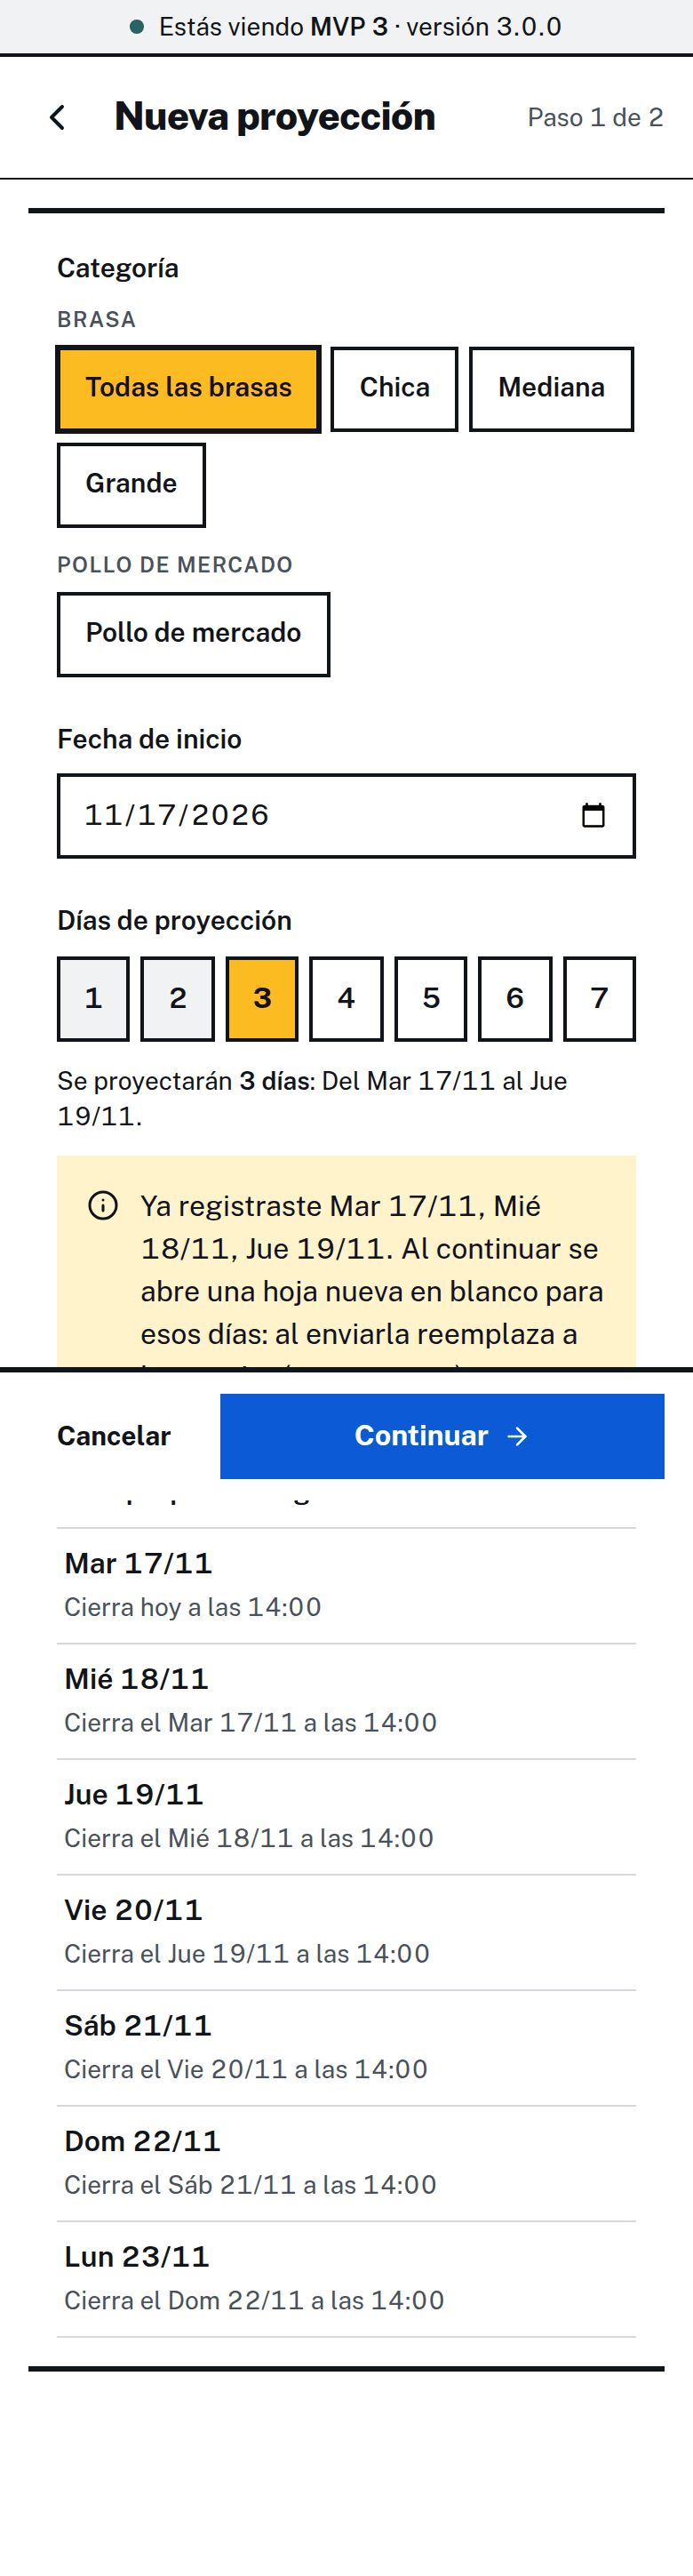 Estás viendo MVP 3 · versión 3.0.0
Nueva proyección
Paso 1 de 2
Categoría
BRASA
Todas las brasas
Chica
Mediana
Grande
POLLO DE MERCADO
Pollo de mercado
Fecha de inicio
11/17/2026
Días de proyección
1 2 3 4 5 6 7
Se proyectarán 3 días: Del Mar 17/11 al Jue
19/11.
Ya registraste Mar 17/11, Mié
18/11, Jue 19/11. Al continuar se
abre una hoja nueva en blanco para
esos días: al enviarla reemplaza a
Cancelar
Continuar
Mar 17/11
Cierra hoy a las 14:00
Mié 18/11
Cierra el Mar 17/11 a las 14:00
Jue 19/11
Cierra el Mié 18/11 a las 14:00
Vie 20/11
Cierra el Jue 19/11 a las 14:00
Sáb 21/11
Cierra el Vie 20/11 a las 14:00
Dom 22/11
Cierra el Sáb 21/11 a las 14:00
Lun 23/11
Cierra el Dom 22/11 a las 14:00